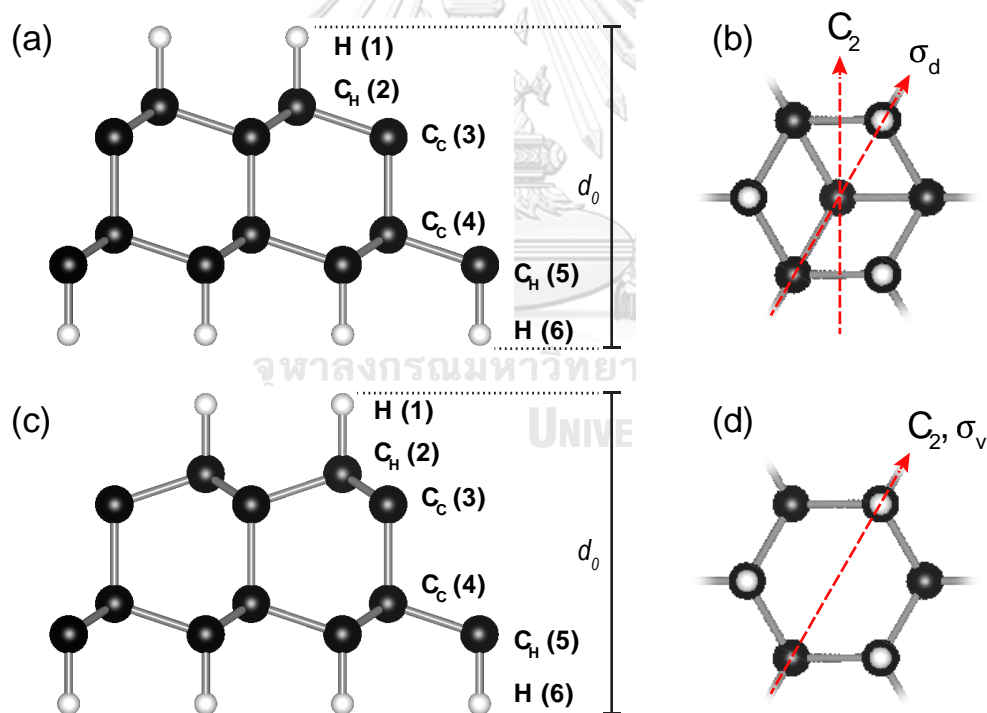 (a)
H (1)
C_H (2)
C_C (3)
C_C (4)
C_H (5)
H (6)
d_0
(b)
C_2
σ_d
จุฬาลงกรณ์มหาวิทยา
UNIVE
(c)
H (1)
C_H (2)
C_C (3)
C_C (4)
C_H (5)
H (6)
d_0
(d)
C_2, σ_v